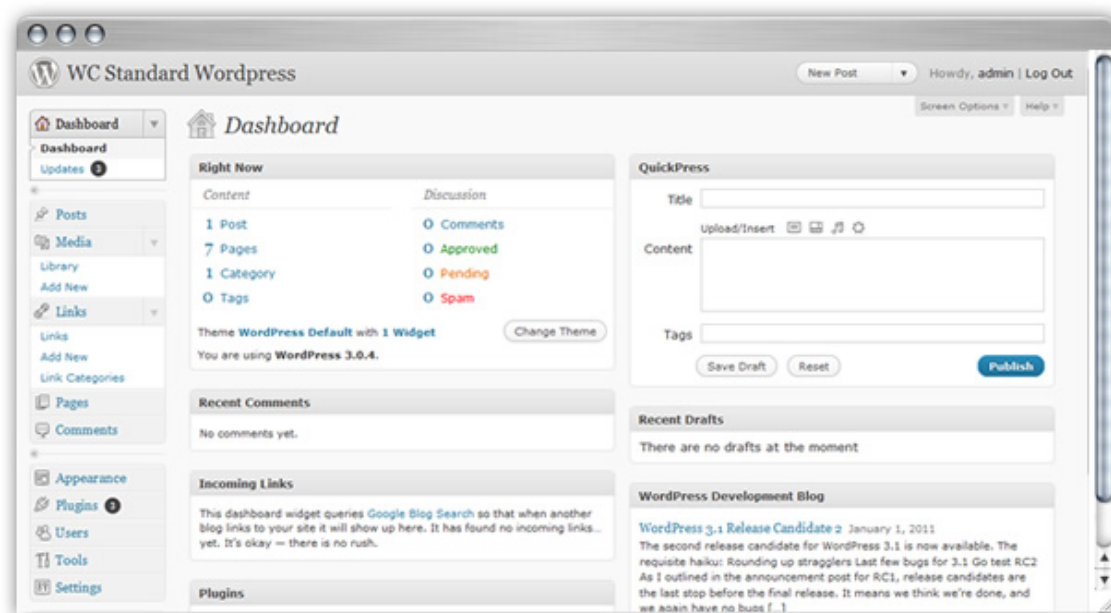 WC Standard Wordpress
New Post
Howdy, admin | Log Out
Screen Options
Help
Dashboard
Dashboard
Updates 3
Posts
Media
Library
Add New
Links
Links
Add New
Link Categories
Pages
Comments
Appearance
Plugins 3
Users
Tools
Settings
Dashboard
Right Now
Content
1 Post
7 Pages
1 Category
0 Tags
Discussion
0 Comments
0 Approved
0 Pending
0 Spam
Theme WordPress Default with 1 Widget
Change Theme
You are using WordPress 3.0.4.
Recent Comments
No comments yet.
Incoming Links
This dashboard widget queries Google Blog Search so that when another
blog links to your site it will show up here. It has found no incoming links...
yet. It's okay — there is no rush.
Plugins
QuickPress
Title
Upload/Insert
Content
Tags
Save Draft
Reset
Publish
Recent Drafts
There are no drafts at the moment
WordPress Development Blog
WordPress 3.1 Release Candidate 2 January 1, 2011
The second release candidate for WordPress 3.1 is now available. The
requisite haiku: Rounding up stragglers Last few bugs for 3.1 Go test RC2
As I outlined in the announcement post for RC1, release candidates are
the last stop before the final release. It means we think we're done, and
we again have no bugs [...]